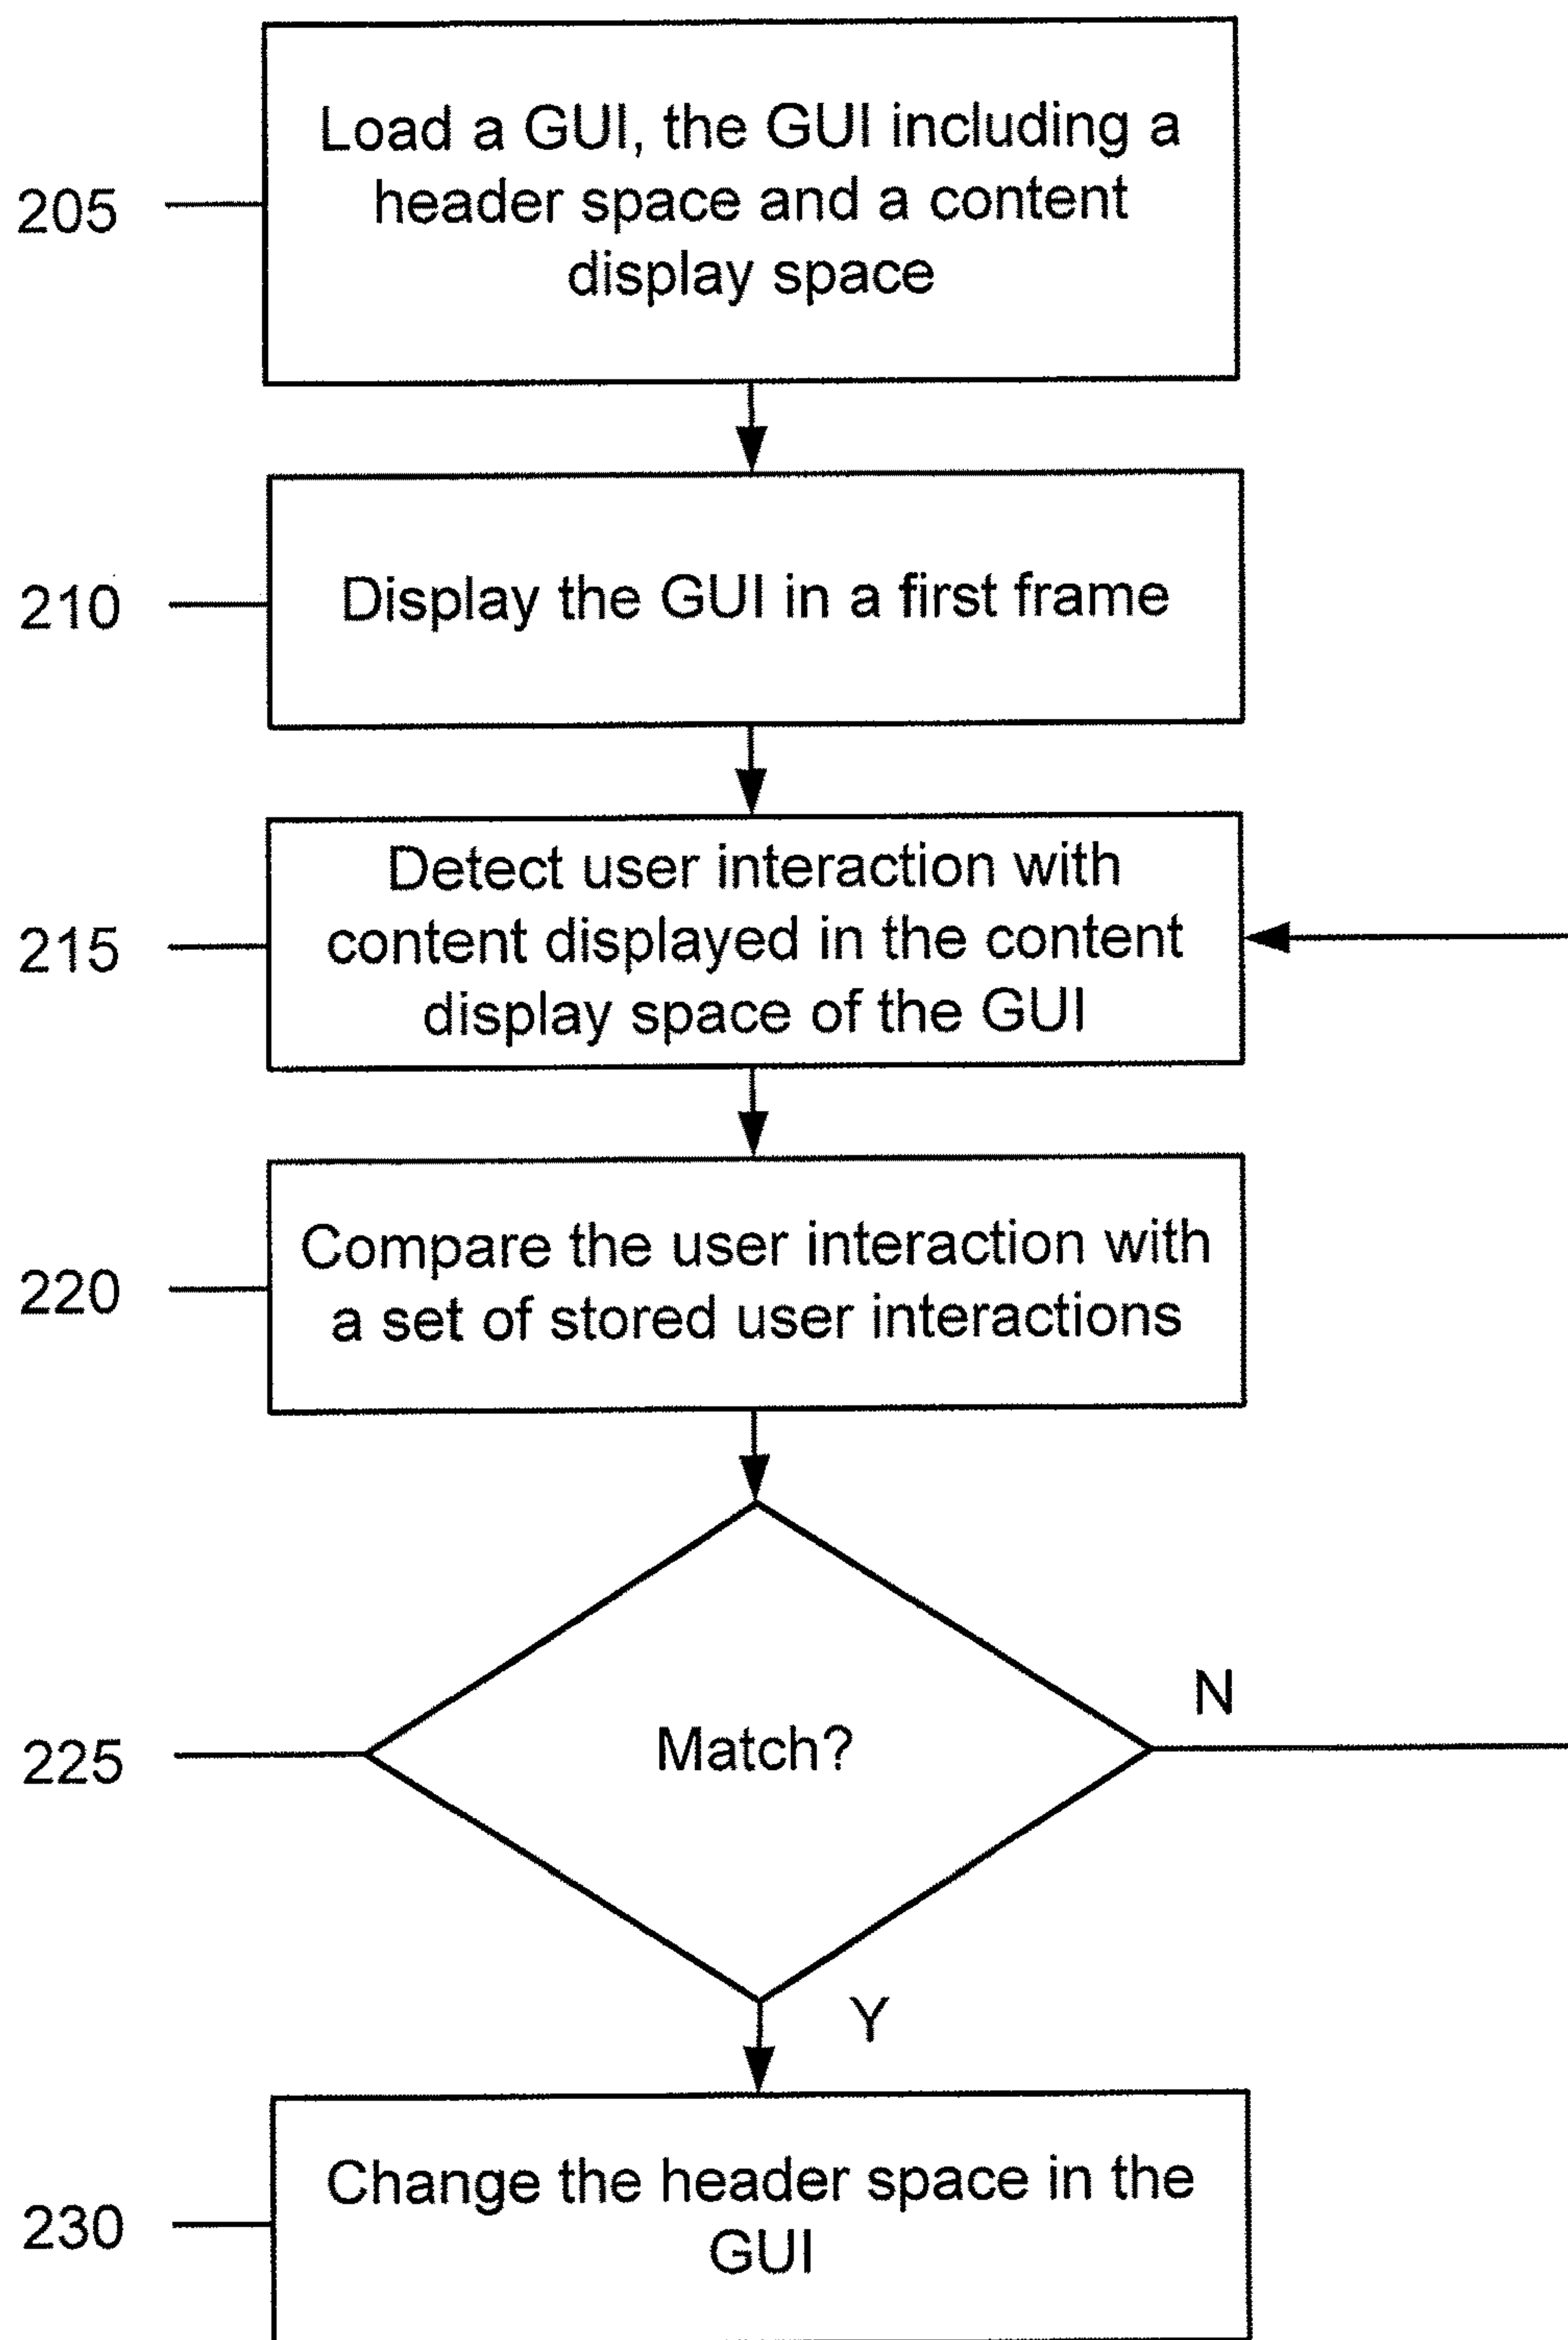 Load a GUI, the GUI including a
header space and a content
display space
205
Display the GUI in a first frame
210
Detect user interaction with
content displayed in the content
display space of the GUI
215
Compare the user interaction with
a set of stored user interactions
220
Match?
225
N
Y
Change the header space in the
GUI
230